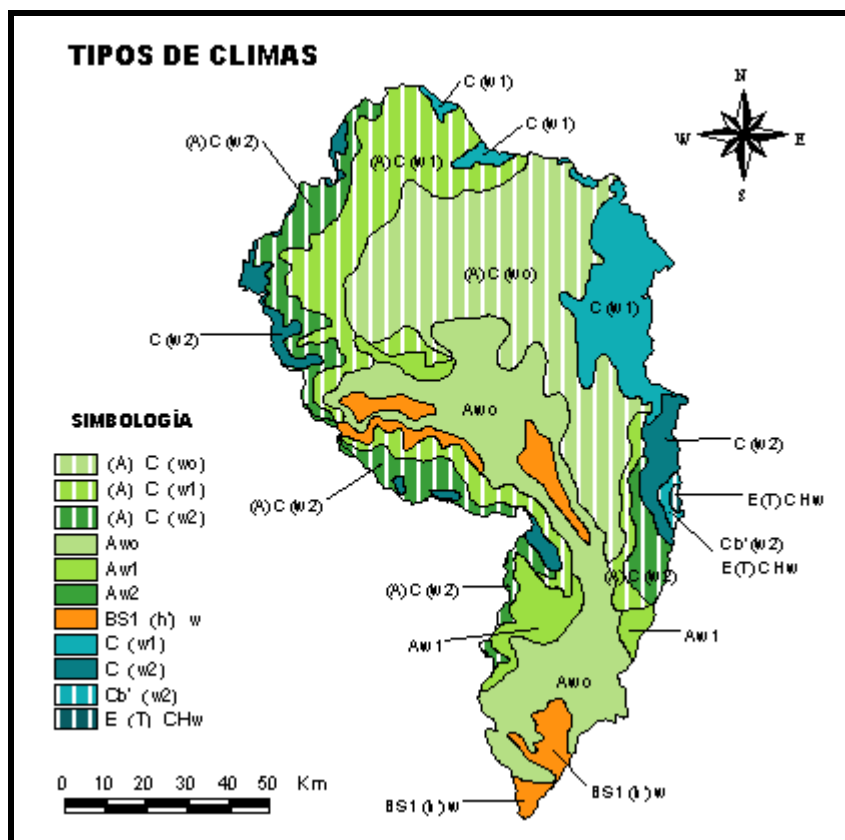 TIPOS DE CLIMAS
N
W E
S
C (w1)
C (w1)
(A) C (w2)
(A) C (w1)
(A) C (wo)
C (w1)
C (w2)
Awo
C (w2)
E (T) CHw
Cb' (w2)
E (T) CHw
(A) C (w2)
(A) C (w2)
(A) C (w2)
Aw1
Aw1
Awo
BS1 (h') w
BS1 (h') w
SIMBOLOGÍA
(A) C (wo)
(A) C (w1)
(A) C (w2)
Awo
Aw1
Aw2
BS1 (h') w
C (w1)
C (w2)
Cb' (w2)
E (T) CHw
0 10 20 30 40 50 Km